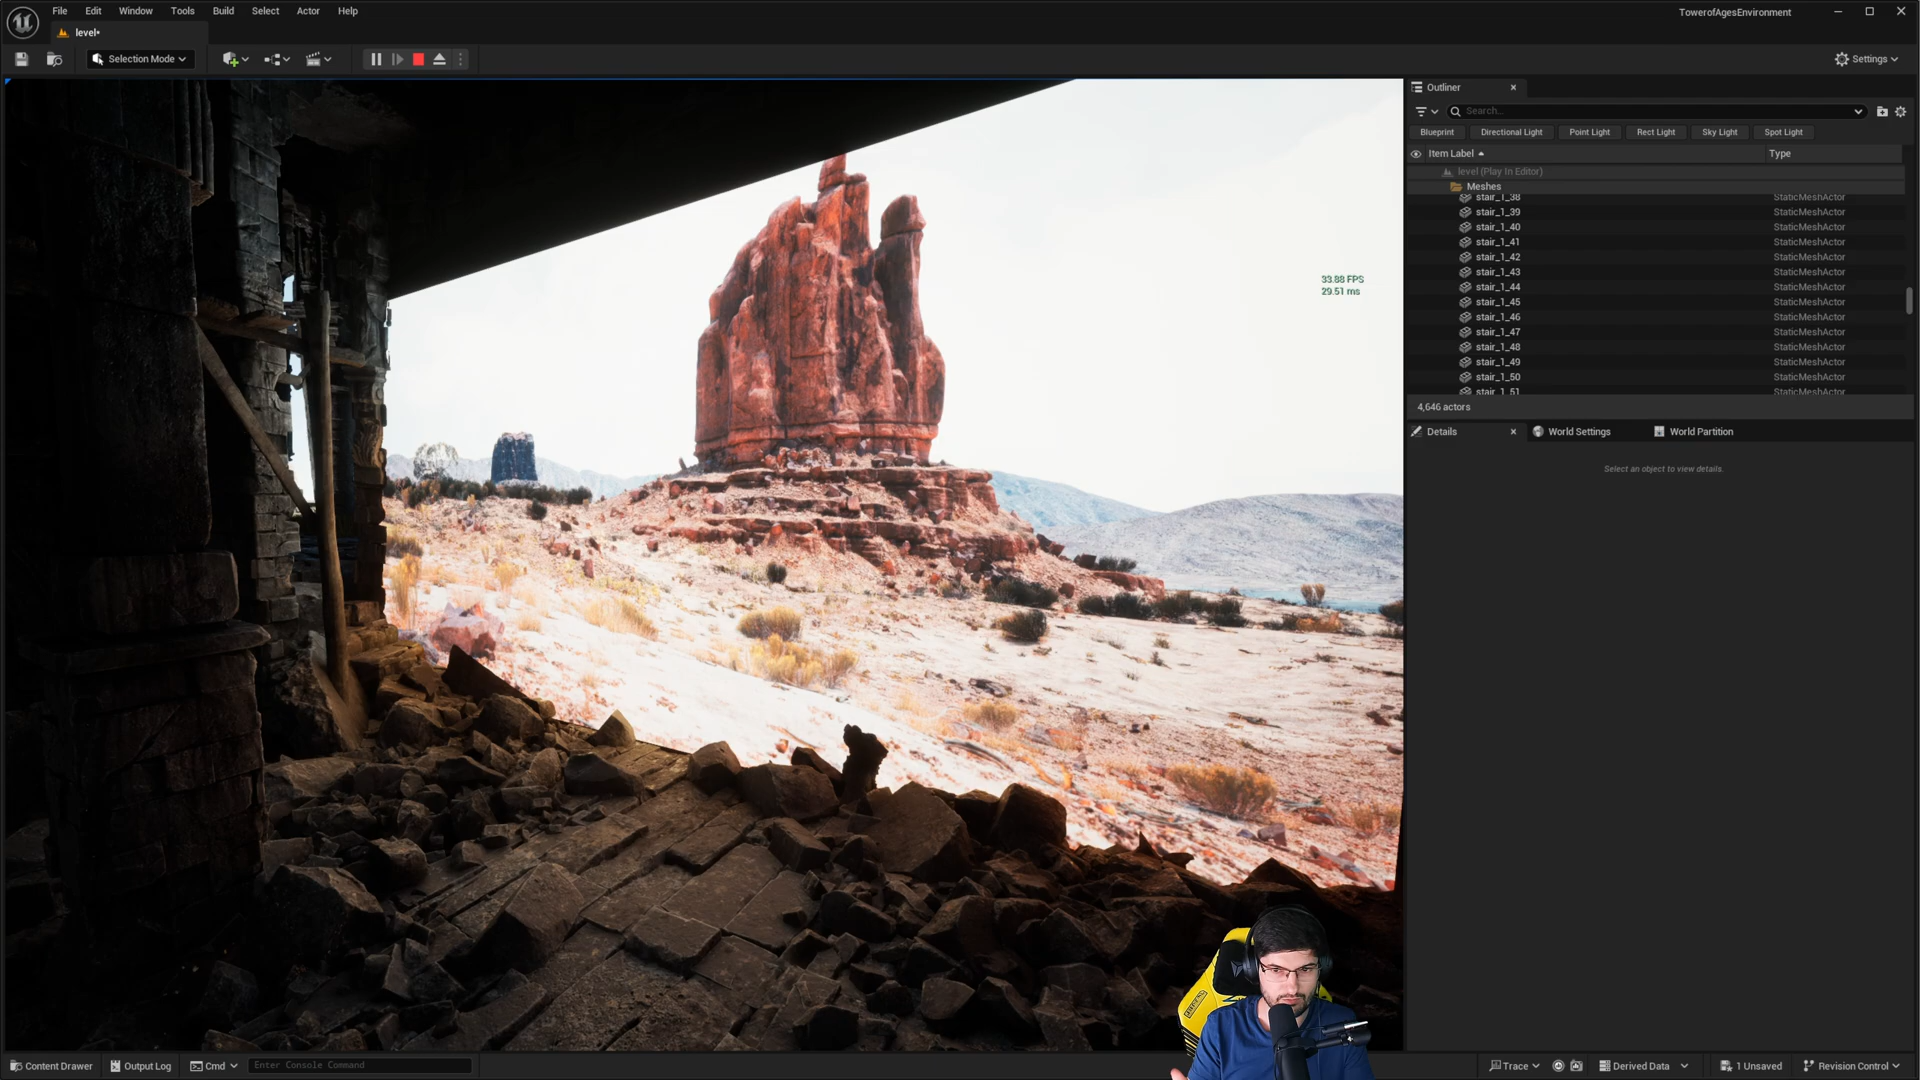 File Edit Window Tools Build Select Actor Help
TowerofAgesEnvironment
level*
Selection Mode
Settings
Outliner
Search...
Blueprint Directional Light Point Light Rect Light Sky Light Spot Light
Item Label Type
level (Play In Editor)
Meshes
stair_1_38 StaticMeshActor
stair_1_39 StaticMeshActor
stair_1_40 StaticMeshActor
stair_1_41 StaticMeshActor
stair_1_42 StaticMeshActor
stair_1_43 StaticMeshActor
stair_1_44 StaticMeshActor
stair_1_45 StaticMeshActor
stair_1_46 StaticMeshActor
stair_1_47 StaticMeshActor
stair_1_48 StaticMeshActor
stair_1_49 StaticMeshActor
stair_1_50 StaticMeshActor
stair_1_51 StaticMeshActor
4,646 actors
33.88 FPS
29.51 ms
Details World Settings World Partition
Select an object to view details.
Content Drawer Output Log Cmd Enter Console Command
Trace Derived Data 1 Unsaved Revision Control